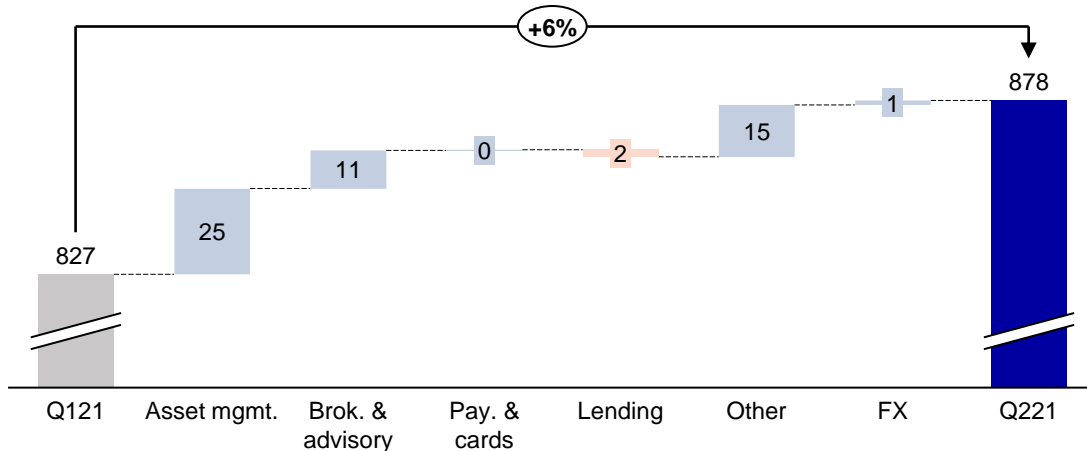 +6%
878
1
15
0
2
11
25
827
Q121
Asset mgmt.
Brok. &
advisory
Pay. &
cards
Lending
Other
FX
Q221